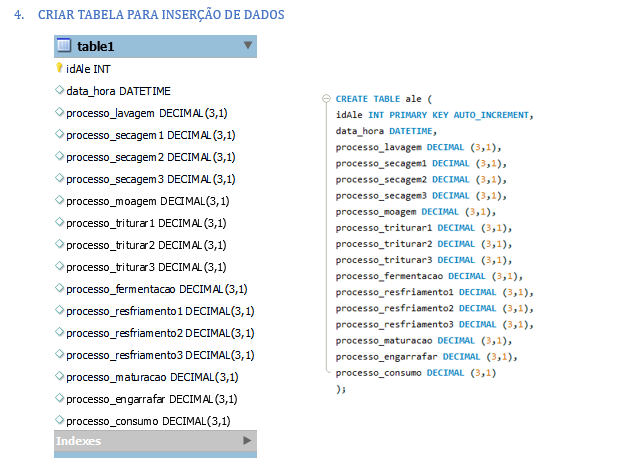 4. CRIAR TABELA PARA INSERÇÃO DE DADOS
table1
idAle INT
data_hora DATETIME
processo_lavagem DECIMAL(3,1)
processo_secagem1 DECIMAL(3,1)
processo_secagem2 DECIMAL(3,1)
processo_secagem3 DECIMAL(3,1)
processo_moagem DECIMAL(3,1)
processo_triturar1 DECIMAL(3,1)
processo_triturar2 DECIMAL(3,1)
processo_triturar3 DECIMAL(3,1)
processo_fermentacao DECIMAL(3,1)
processo_resfriamento1 DECIMAL(3,1)
processo_resfriamento2 DECIMAL(3,1)
processo_resfriamento3 DECIMAL(3,1)
processo_maturacao DECIMAL(3,1)
processo_engarrafar DECIMAL(3,1)
processo_consumo DECIMAL(3,1)
Indexes
CREATE TABLE ale (
idAle INT PRIMARY KEY AUTO_INCREMENT,
data_hora DATETIME,
processo_lavagem DECIMAL (3,1),
processo_secagem1 DECIMAL (3,1),
processo_secagem2 DECIMAL (3,1),
processo_secagem3 DECIMAL (3,1),
processo_moagem DECIMAL (3,1),
processo_triturar1 DECIMAL (3,1),
processo_triturar2 DECIMAL (3,1),
processo_triturar3 DECIMAL (3,1),
processo_fermentacao DECIMAL (3,1),
processo_resfriamento1 DECIMAL (3,1),
processo_resfriamento2 DECIMAL (3,1),
processo_resfriamento3 DECIMAL (3,1),
processo_maturacao DECIMAL (3,1),
processo_engarrafar DECIMAL (3,1),
processo_consumo DECIMAL (3,1)
);